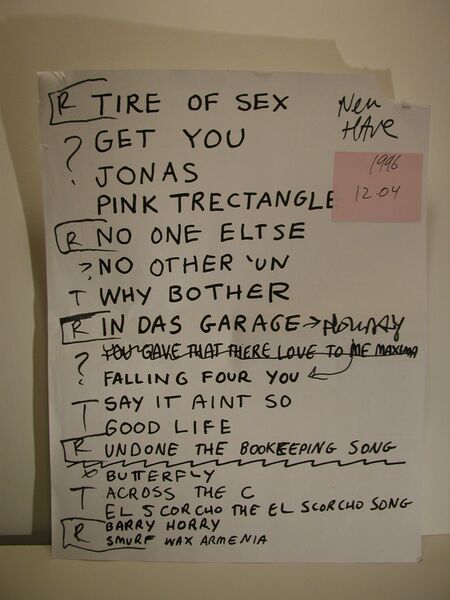 R TIRE OF SEX
New
HAve
1996
12.04
? GET YOU
JONAS
PINK TRECTANGLE
R NO ONE ELTSE
? NO OTHER 'UN
T WHY BOTHER
R IN DAS GARAGE → HOLIDAY
? YOU GAVE THAT THERE LOVE TO ME MAXIMA
FALLING FOUR YOU
T SAY IT AINT SO
GOOD LIFE
R UNDONE THE BOOKEEPING SONG
BUTTERFLY
T ACROSS THE C
EL SCORCHO THE EL SCORCHO SONG
R BARRY HORRY
SMURF WAX ARMENIA